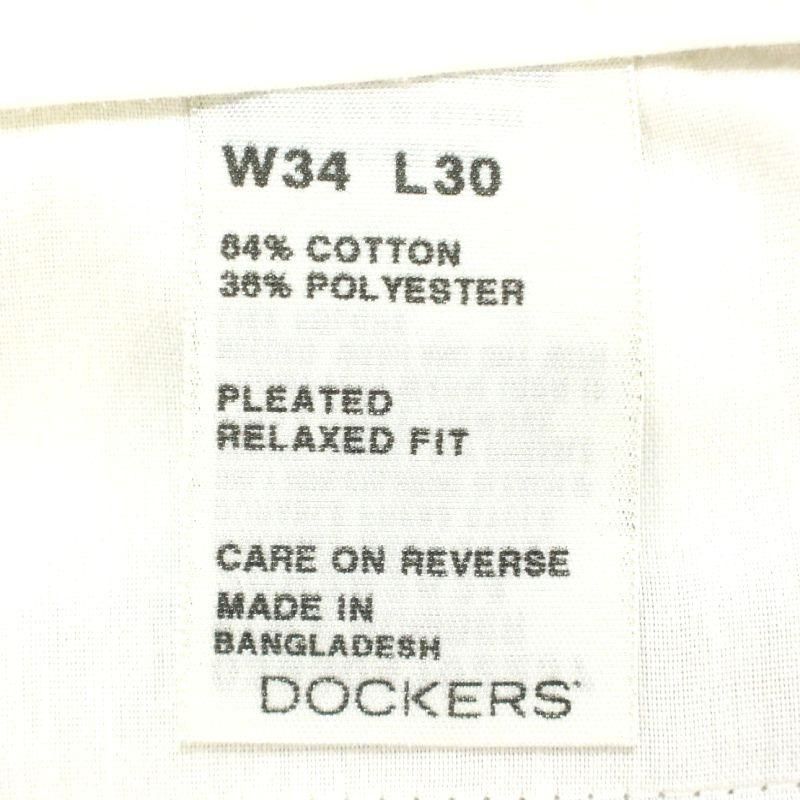 W34 L30
64% COTTON
36% POLYESTER
PLEATED
RELAXED FIT
CARE ON REVERSE
MADE IN
BANGLADESH
DOCKERS